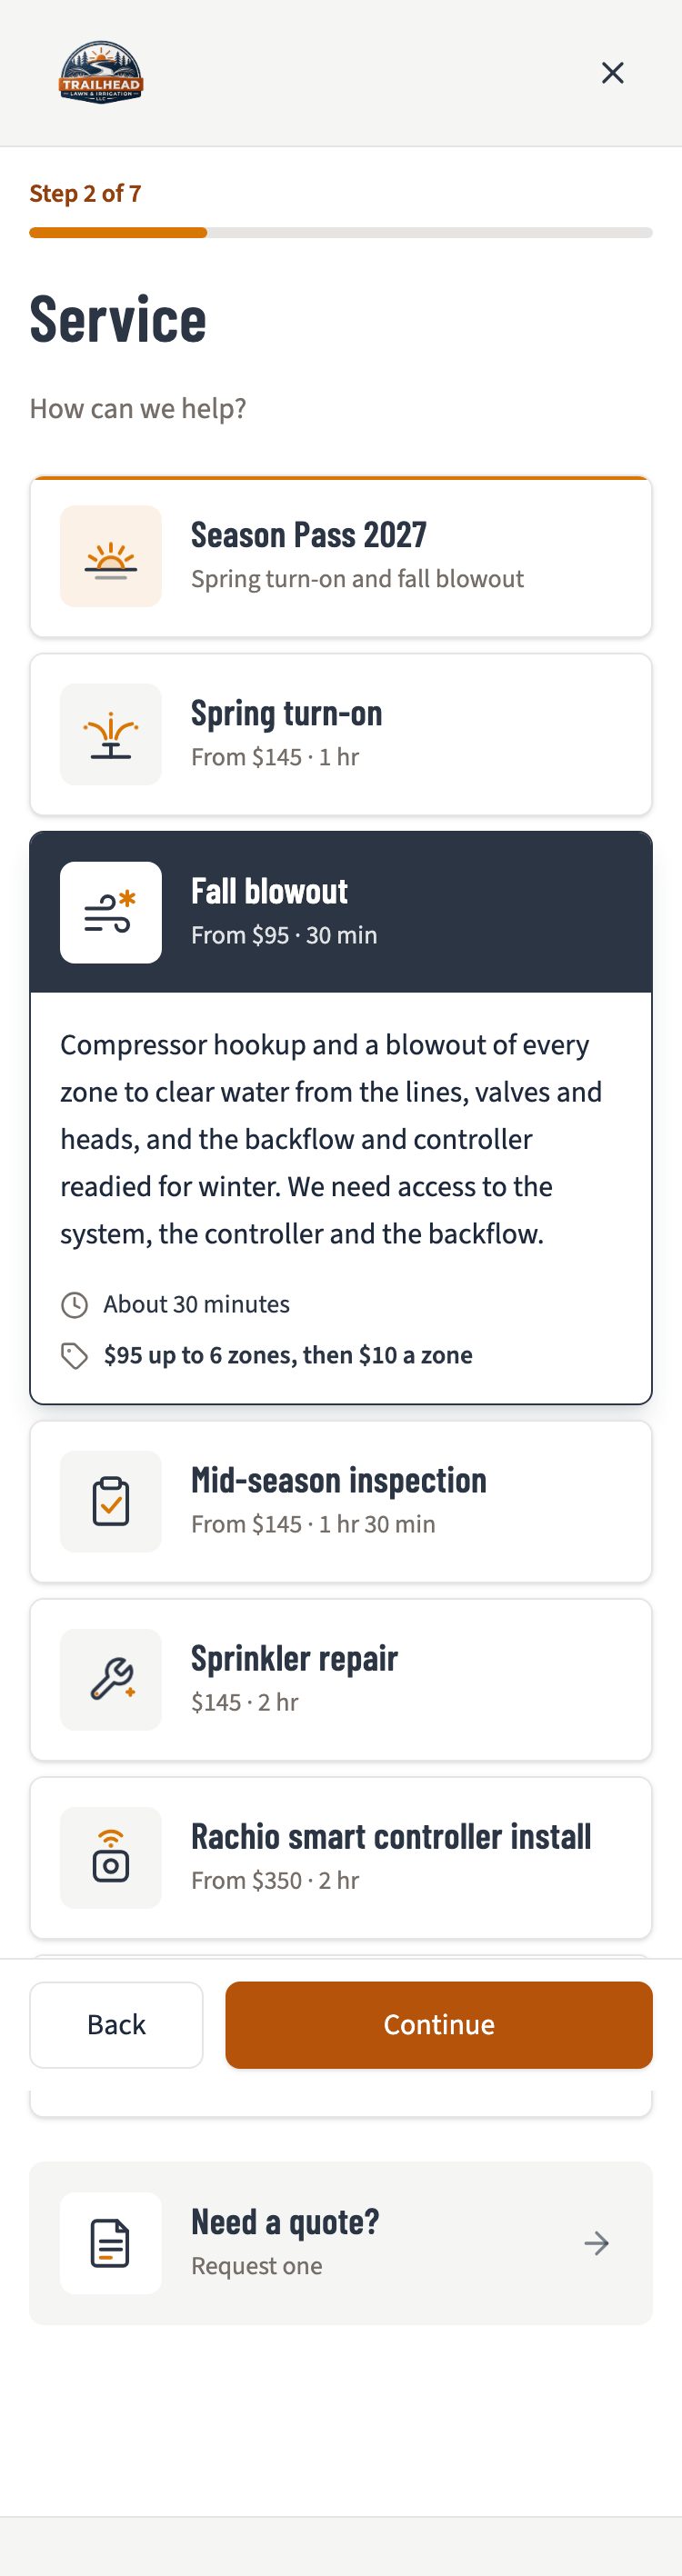 TRAILHEAD
LAWN & IRRIGATION
LLC
Step 2 of 7
Service
How can we help?
Season Pass 2027
Spring turn-on and fall blowout
Spring turn-on
From $145 · 1 hr
Fall blowout
From $95 · 30 min
Compressor hookup and a blowout of every
zone to clear water from the lines, valves and
heads, and the backflow and controller
readied for winter. We need access to the
system, the controller and the backflow.
About 30 minutes
$95 up to 6 zones, then $10 a zone
Mid-season inspection
From $145 · 1 hr 30 min
Sprinkler repair
$145 · 2 hr
Rachio smart controller install
From $350 · 2 hr
Back
Continue
Need a quote?
Request one